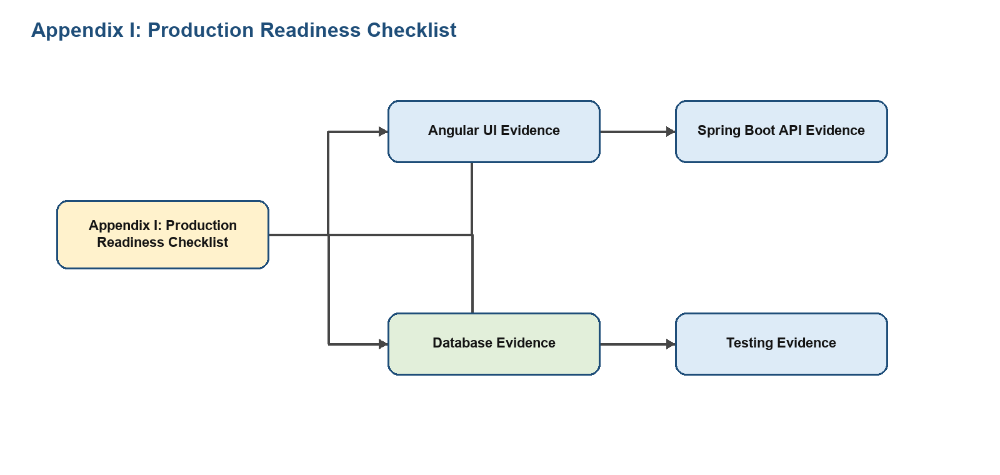 Appendix I: Production Readiness Checklist
Angular UI Evidence
Spring Boot API Evidence
Appendix I: Production
Readiness Checklist
Database Evidence
Testing Evidence